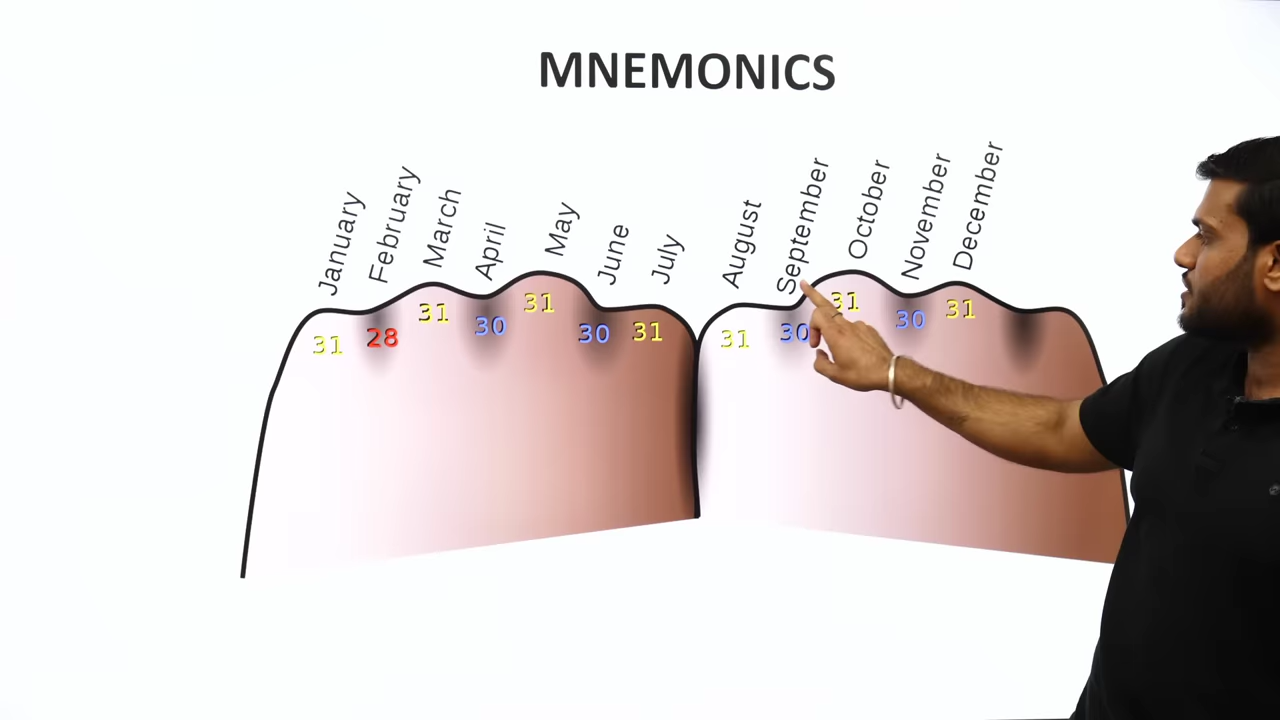 MNEMONICS
January
February
March
April
May
June
July
August
September
October
November
December
31
28
31
30
31
30
31
31
30
31
30
31